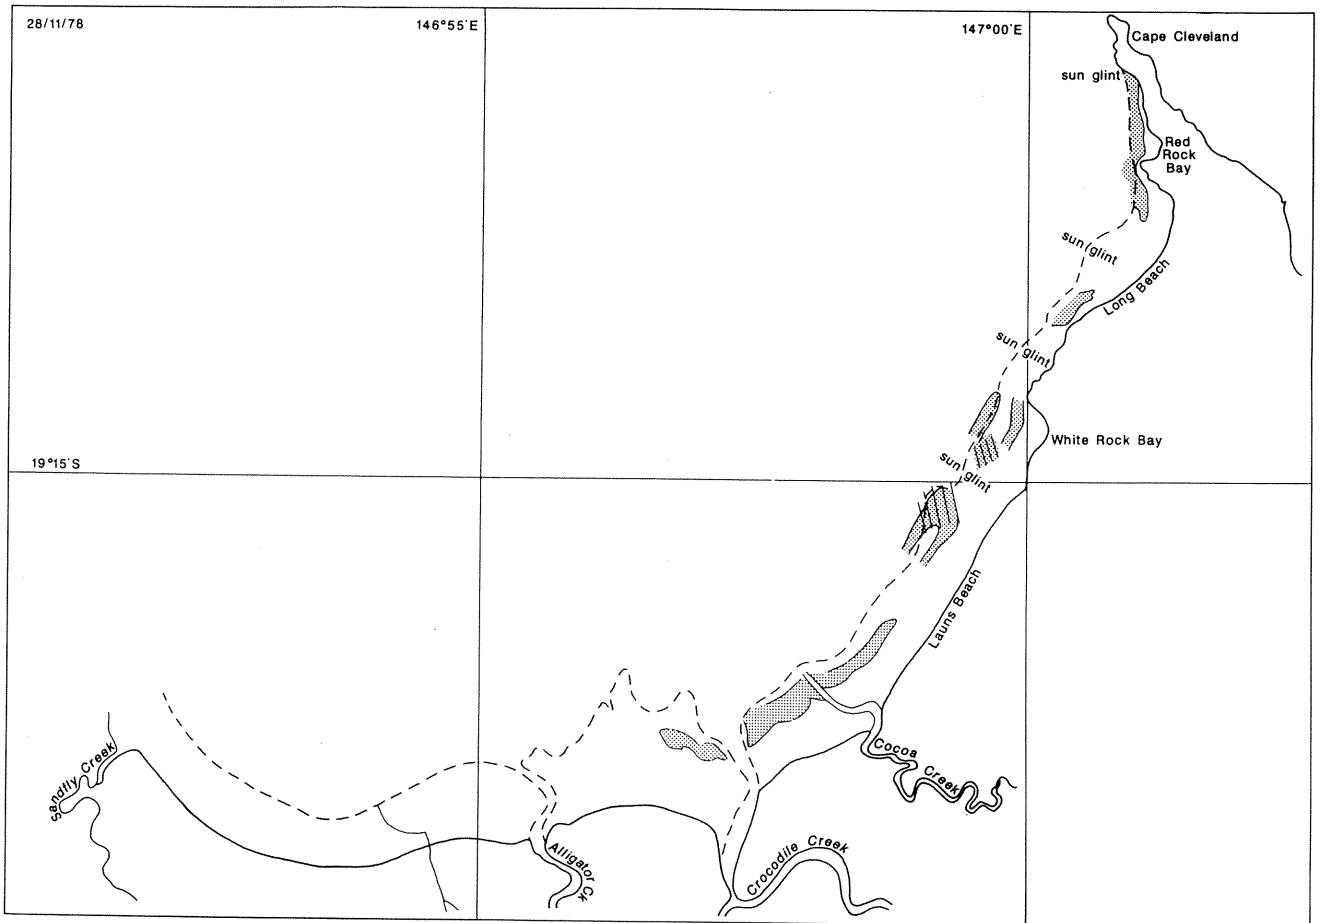 28/11/78
146°55'E
147°00'E
Cape Cleveland
sun glint
Red
Rock
Bay
sun glint
Long Beach
sun glint
White Rock Bay
19°15'S
sun glint
Launs Beach
Sandfly Creek
Cocoa
Creek
Alligator Ck
Crocodile Creek